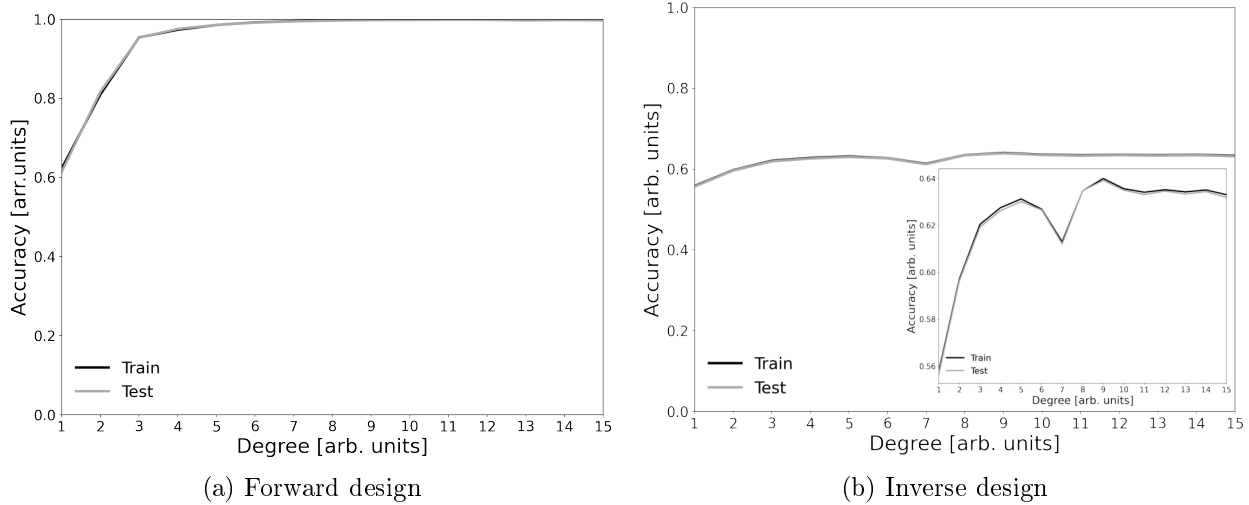 1.0
0.8
0.6
0.4
0.2
0.0
Accuracy [arr.units]
Train
Test
1 2 3 4 5 6 7 8 9 10 11 12 13 14 15
Degree [arb. units]
(a) Forward design
1.0
0.8
0.6
0.4
0.2
0.0
Accuracy [arb. units]
Train
Test
0.64
0.62
0.60
0.58
0.56
Accuracy [arb. units]
Train
Test
1 2 3 4 5 6 7 8 9 10 11 12 13 14 15
Degree [arb. units]
1 2 3 4 5 6 7 8 9 10 11 12 13 14 15
Degree [arb. units]
(b) Inverse design